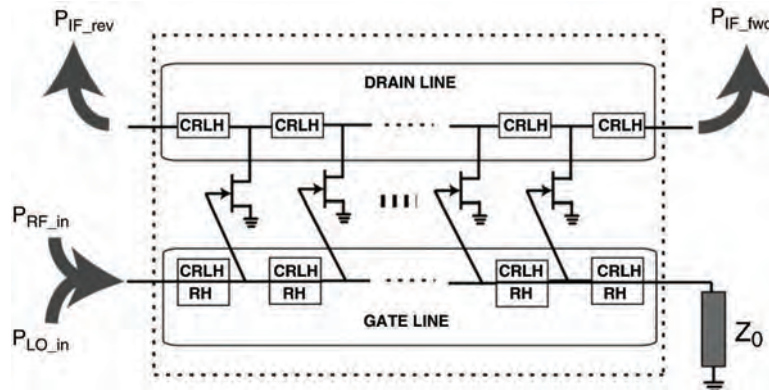 P_IF_rev
P_IF_fwd
DRAIN LINE
CRLH CRLH CRLH CRLH
P_RF_in
CRLH CRLH CRLH CRLH
RH RH RH RH
GATE LINE
P_LO_in
Z_0